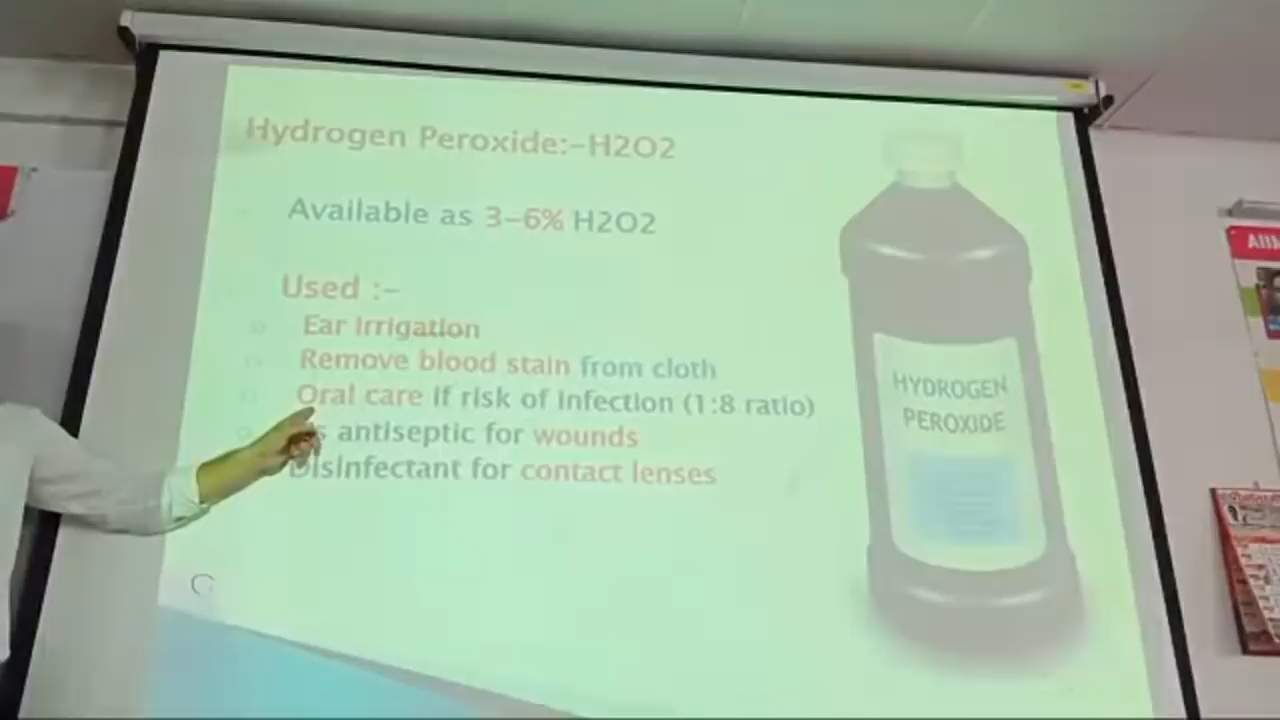 Hydrogen Peroxide:-H2O2
Available as 3-6% H2O2
Used :-
Ear irrigation
Remove blood stain from cloth
Oral care if risk of infection (1:8 ratio)
antiseptic for wounds
Disinfectant for contact lenses
HYDROGEN
PEROXIDE